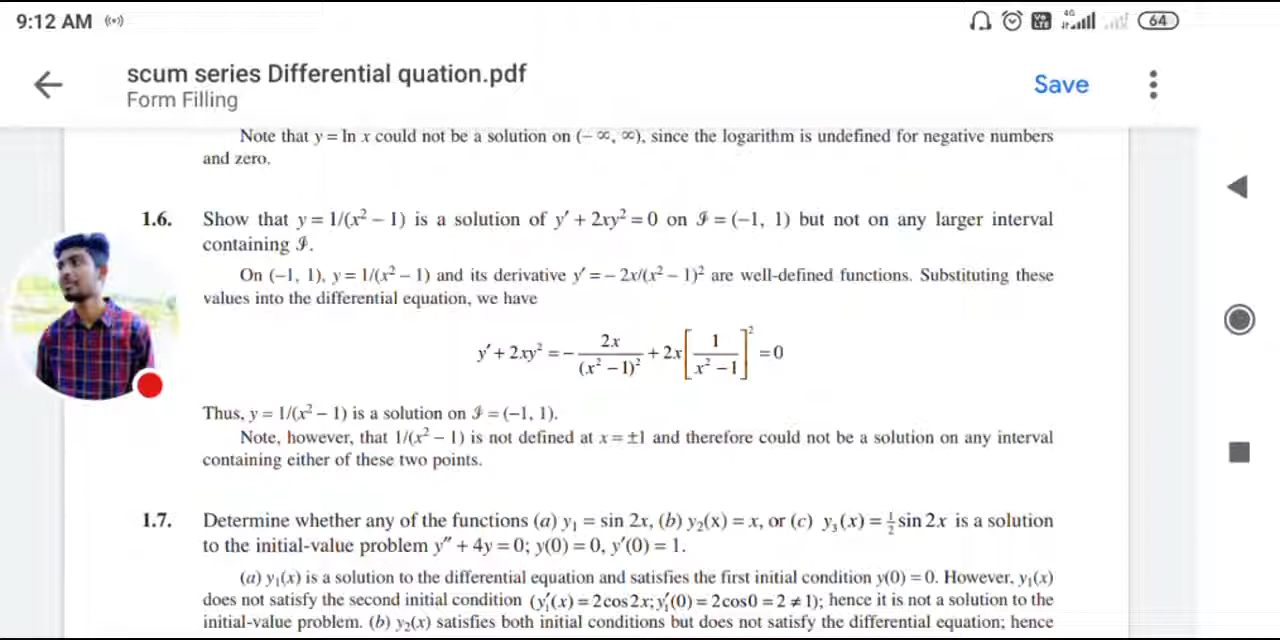 9:12 AM
4G
Vo LTE
64
scum series Differential quation.pdf
Form Filling
Save
Note that y = ln x could not be a solution on (− ∞, ∞), since the logarithm is undefined for negative numbers
and zero.
1.6. Show that y = 1/(x² − 1) is a solution of y′ + 2xy² = 0 on ℐ = (−1, 1) but not on any larger interval
containing ℐ.
On (−1, 1), y = 1/(x² − 1) and its derivative y′ = − 2x/(x² − 1)² are well-defined functions. Substituting these
values into the differential equation, we have
y′ + 2xy² = − 2x/(x² − 1)² + 2x[1/(x² − 1)]² = 0
Thus, y = 1/(x² − 1) is a solution on ℐ = (−1, 1).
Note, however, that 1/(x² − 1) is not defined at x = ±1 and therefore could not be a solution on any interval
containing either of these two points.
1.7. Determine whether any of the functions (a) y₁ = sin 2x, (b) y₂(x) = x, or (c) y₃(x) = ½ sin 2x is a solution
to the initial-value problem y″ + 4y = 0; y(0) = 0, y′(0) = 1.
(a) y₁(x) is a solution to the differential equation and satisfies the first initial condition y(0) = 0. However, y₁(x)
does not satisfy the second initial condition (y₁′(x) = 2cos2x; y₁′(0) = 2cos0 = 2 ≠ 1); hence it is not a solution to the
initial-value problem. (b) y₂(x) satisfies both initial conditions but does not satisfy the differential equation; hence